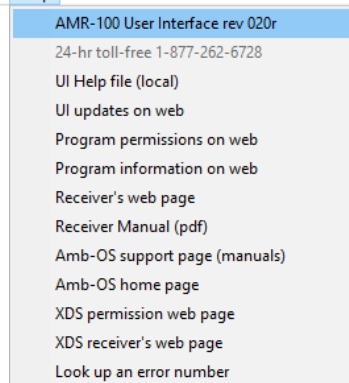 AMR-100 User Interface rev 020r
24-hr toll-free 1-877-262-6728
UI Help file (local)
UI updates on web
Program permissions on web
Program information on web
Receiver's web page
Receiver Manual (pdf)
Amb-OS support page (manuals)
Amb-OS home page
XDS permission web page
XDS receiver's web page
Look up an error number